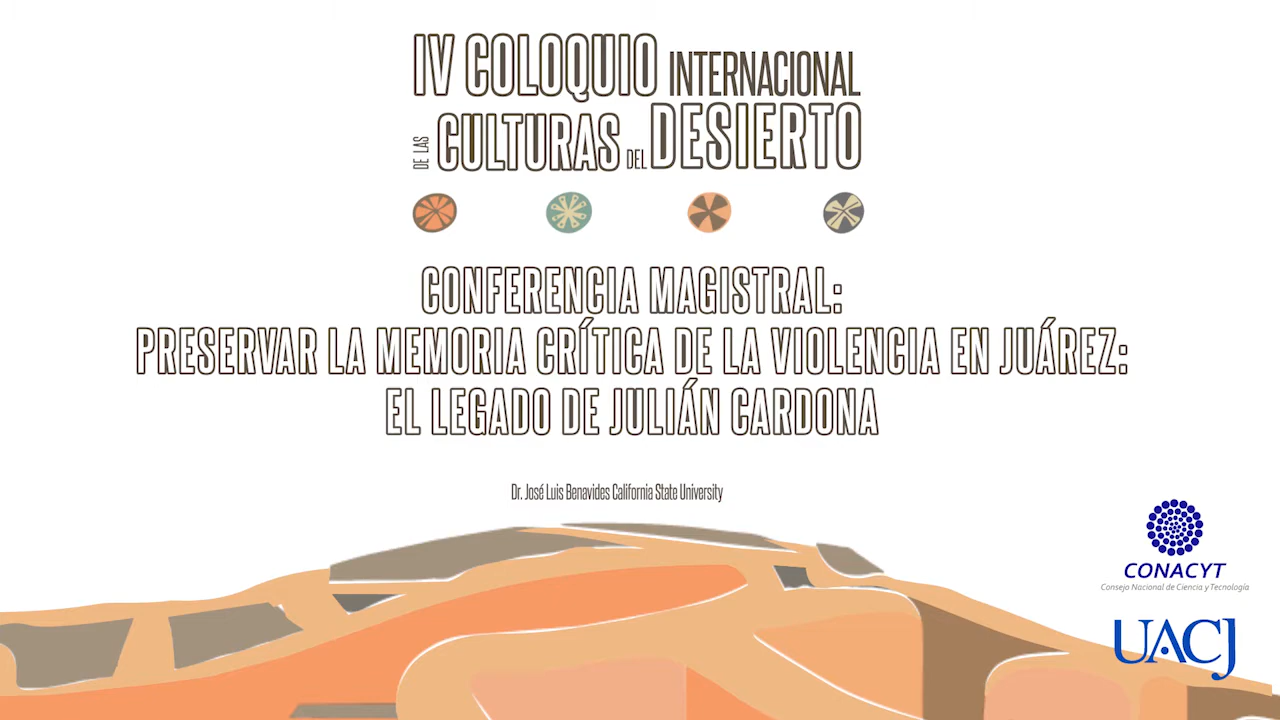 IV COLOQUIO INTERNACIONAL
DE LAS CULTURAS DEL DESIERTO
CONFERENCIA MAGISTRAL:
PRESERVAR LA MEMORIA CRÍTICA DE LA VIOLENCIA EN JUÁREZ:
EL LEGADO DE JULIÁN CARDONA
Dr. José Luis Benavides California State University
CONACYT
Consejo Nacional de Ciencia y Tecnología
UACJ